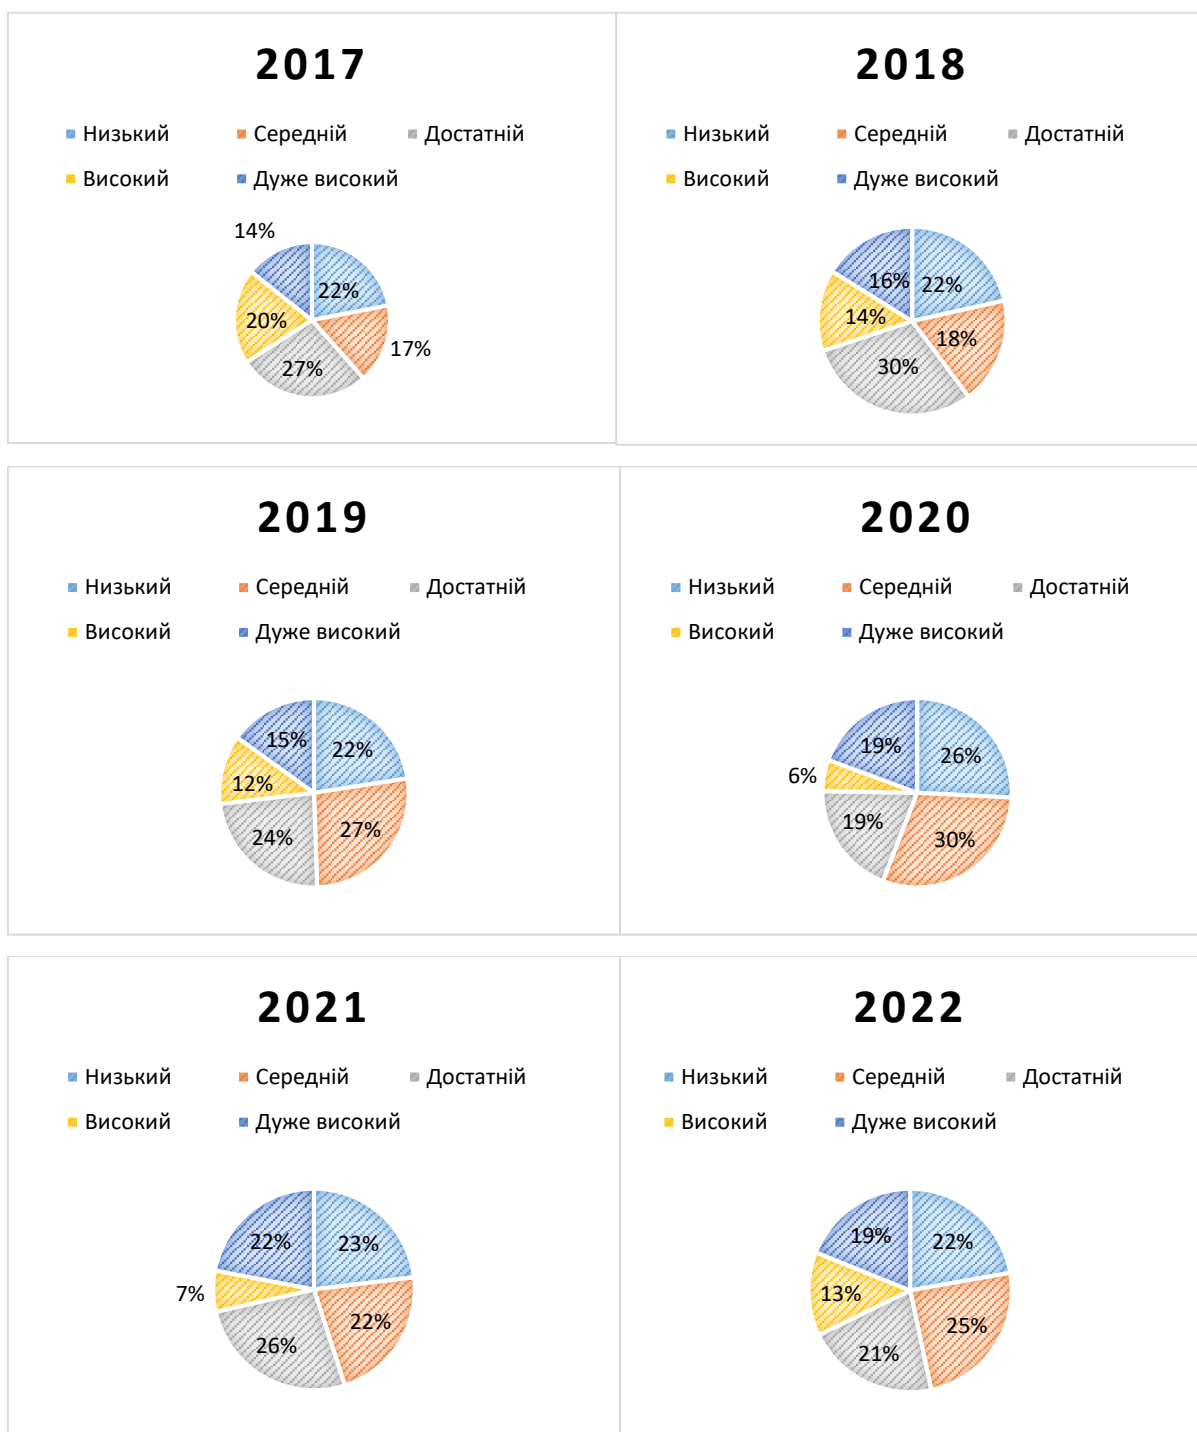 2017
Низький Середній Достатній
Високий Дуже високий
14%
22%
20%
17%
27%
2018
Низький Середній Достатній
Високий Дуже високий
16% 22%
14%
18%
30%
2019
Низький Середній Достатній
Високий Дуже високий
15% 22%
12%
24% 27%
2020
Низький Середній Достатній
Високий Дуже високий
19% 26%
6%
19%
30%
2021
Низький Середній Достатній
Високий Дуже високий
22% 23%
7%
22%
26%
2022
Низький Середній Достатній
Високий Дуже високий
19% 22%
13%
25%
21%